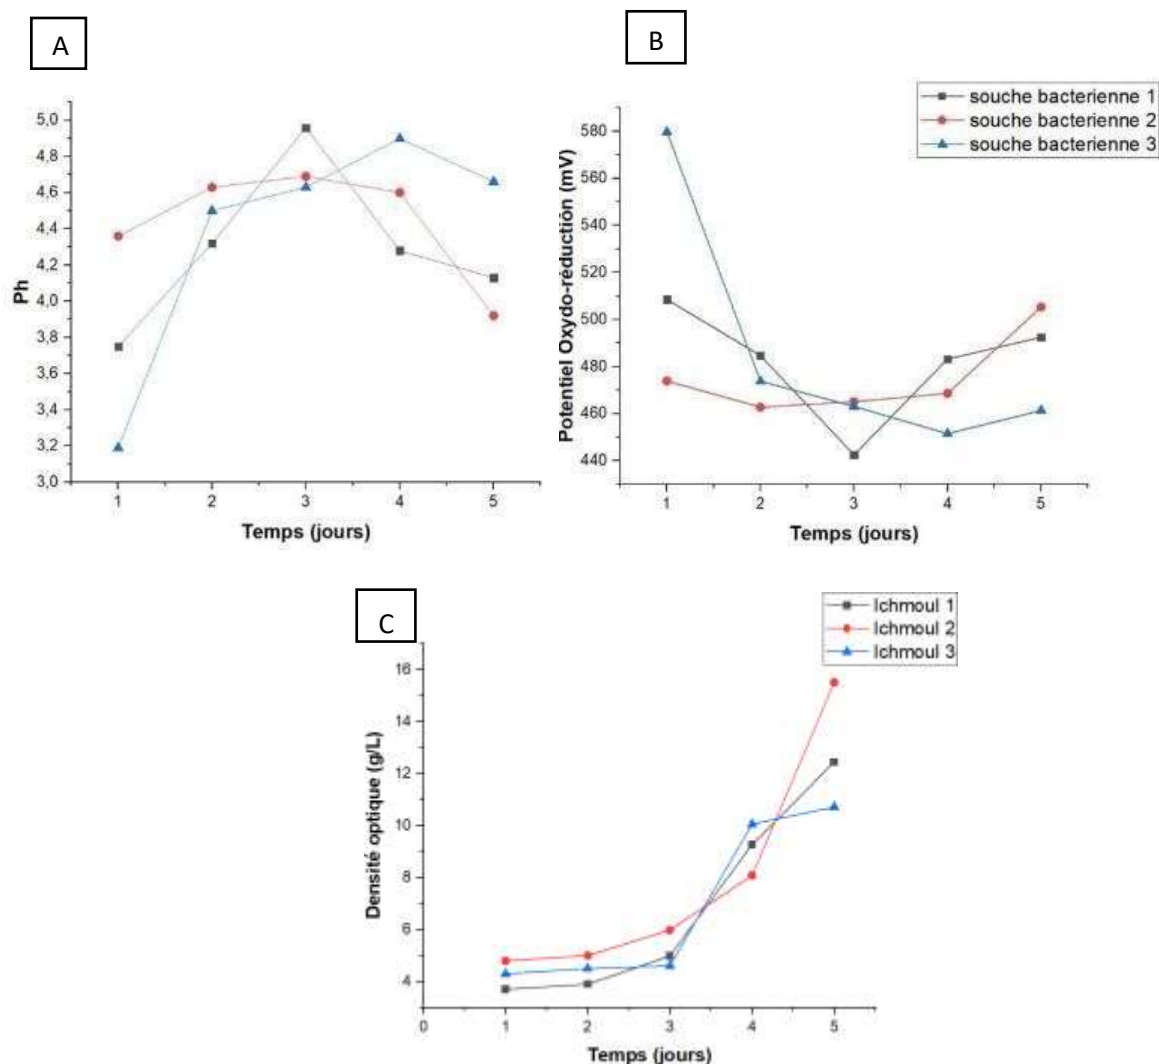 A
B
souche bacterienne 1
souche bacterienne 2
souche bacterienne 3
5,0
4,8
4,6
4,4
4,2
4,0
3,8
3,6
3,4
3,2
3,0
Ph
1 2 3 4 5
Temps (jours)
580
560
540
520
500
480
460
440
Potentiel Oxydo-réduction (mV)
1 2 3 4 5
Temps (jours)
C
Ichmoul 1
Ichmoul 2
Ichmoul 3
16
14
12
10
8
6
4
Densité optique (g/L)
0 1 2 3 4 5
Temps (jours)